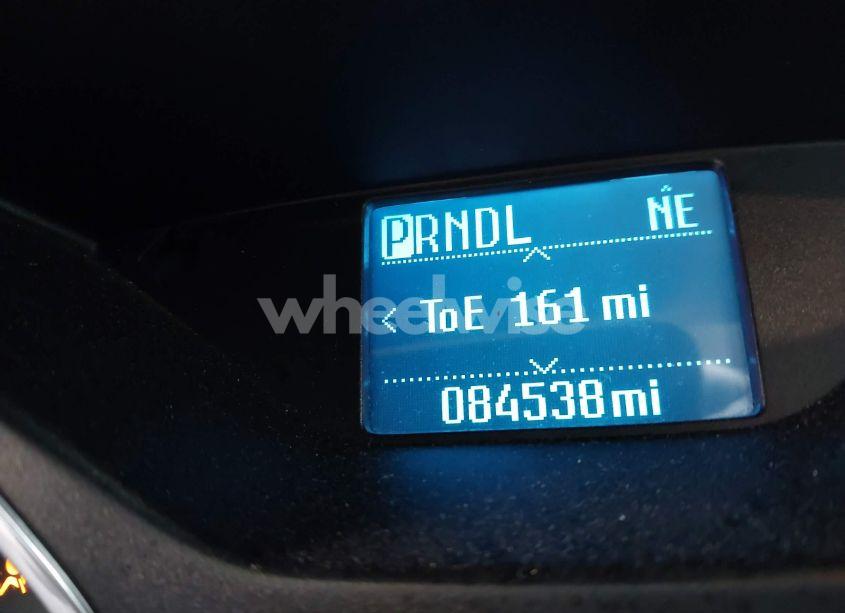 PRNDL NE
< ToE 161 mi
084538mi
wheelwise